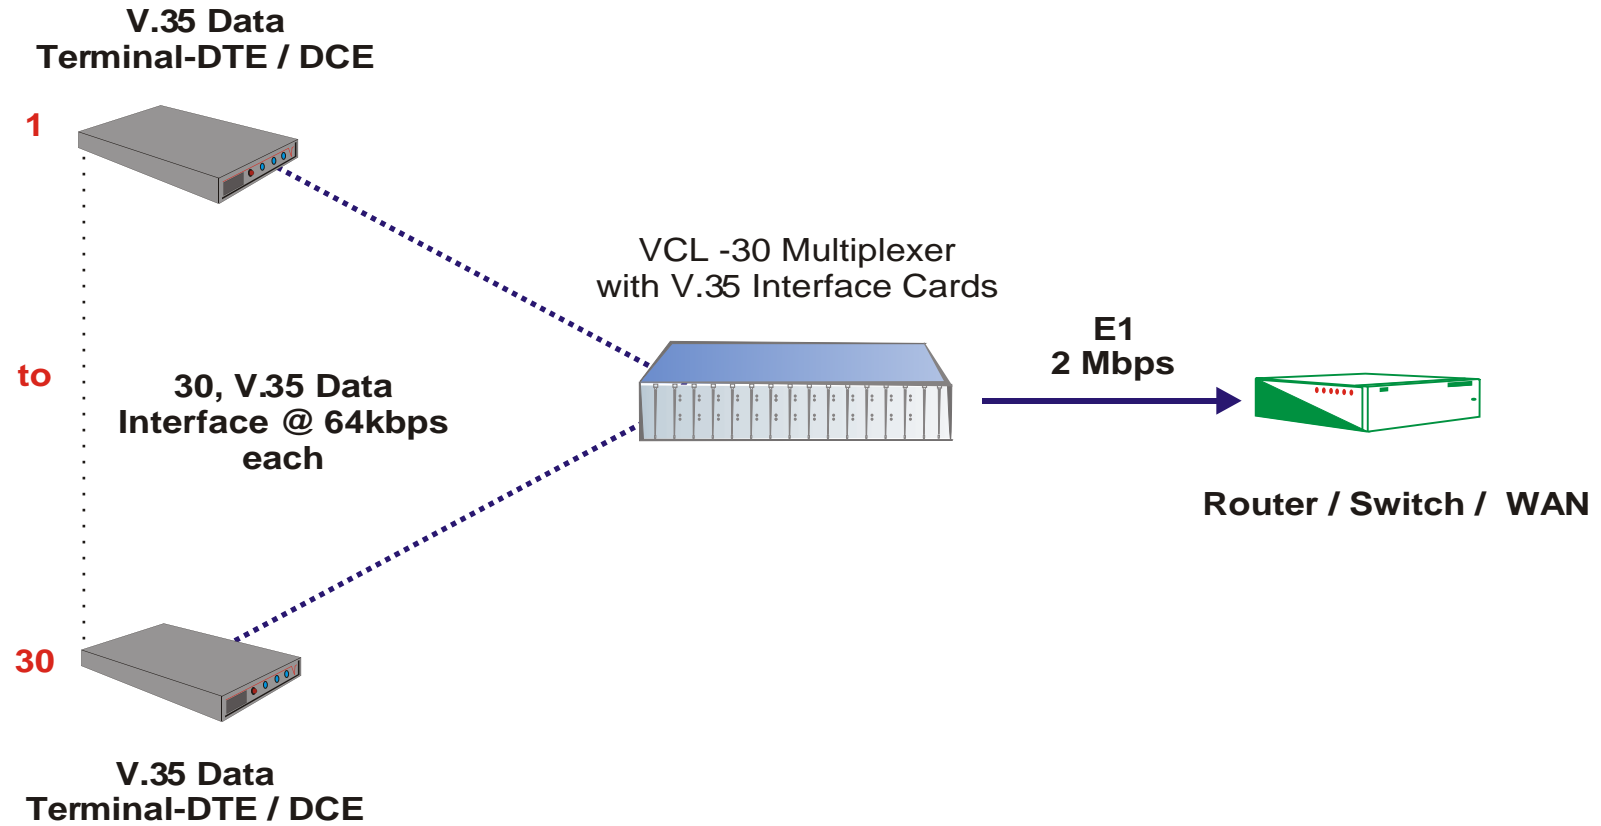 V.35 Data
Terminal-DTE / DCE
1
VCL -30 Multiplexer
with V.35 Interface Cards
E1
2 Mbps
to
30, V.35 Data
Interface @ 64kbps
each
Router / Switch / WAN
30
V.35 Data
Terminal-DTE / DCE